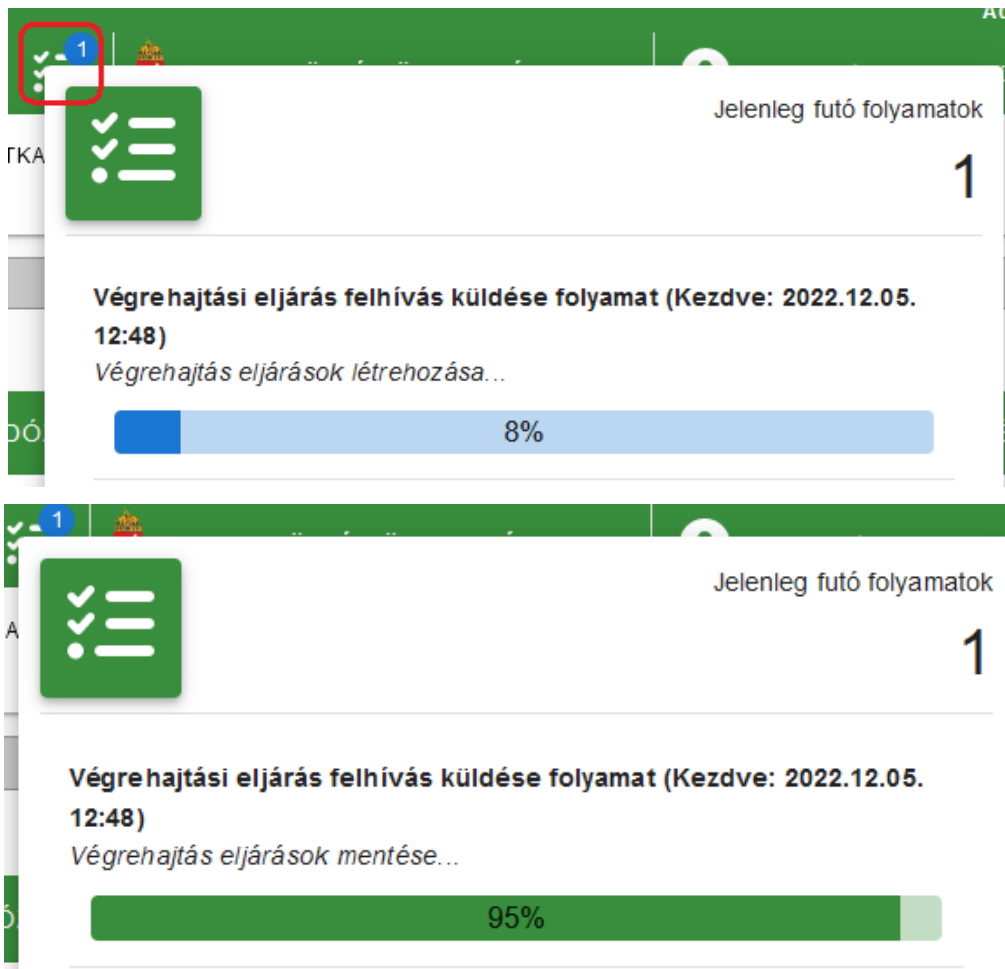 1
TKA
Jelenleg futó folyamatok
1
Végrehajtási eljárás felhívás küldése folyamat (Kezdve: 2022.12.05.
12:48)
Végrehajtás eljárások létrehozása...
8%
1
Jelenleg futó folyamatok
1
Végrehajtási eljárás felhívás küldése folyamat (Kezdve: 2022.12.05.
12:48)
Végrehajtás eljárások mentése...
95%